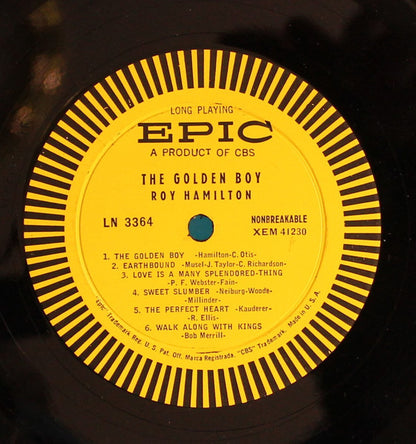 LONG PLAYING
EPIC
A PRODUCT OF CBS
THE GOLDEN BOY
ROY HAMILTON
LN 3364
NONBREAKABLE
XEM 41230
1. THE GOLDEN BOY -Hamilton-C. Otis-
2. EARTHBOUND -Musel-J. Taylor-C. Richardson-
3. LOVE IS A MANY SPLENDORED-THING
-P. F. Webster-Fain-
4. SWEET SLUMBER -Neiburg-Woode-
-Millinder-
5. THE PERFECT HEART -Kauderer-
-R. Ellis-
6. WALK ALONG WITH KINGS
-Bob Merrill-
"EPIC" Trademark Reg. U. S. Pat. Off. Marca Registrada. "CBS" Trademark. Made in U. S. A.